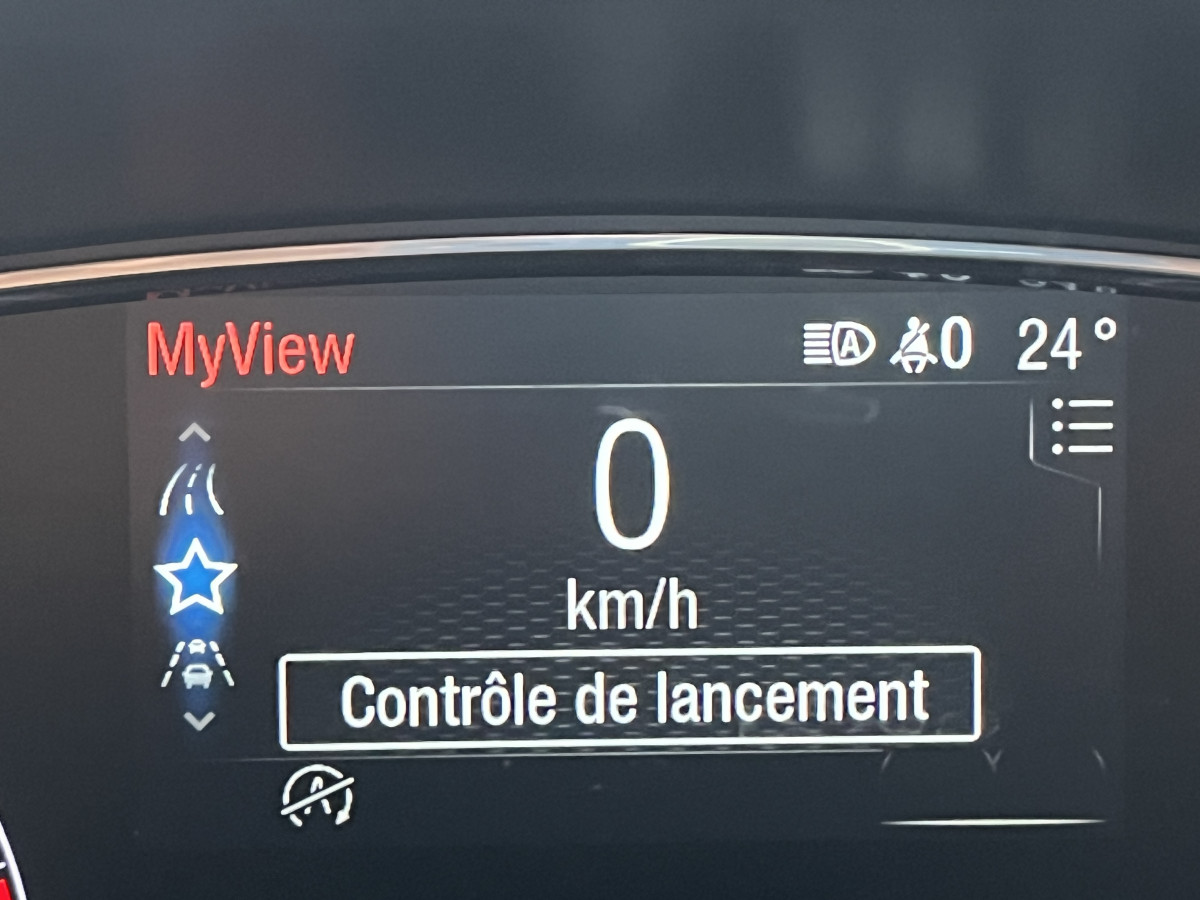 MyView
A 0 24°
0
km/h
Contrôle de lancement
A